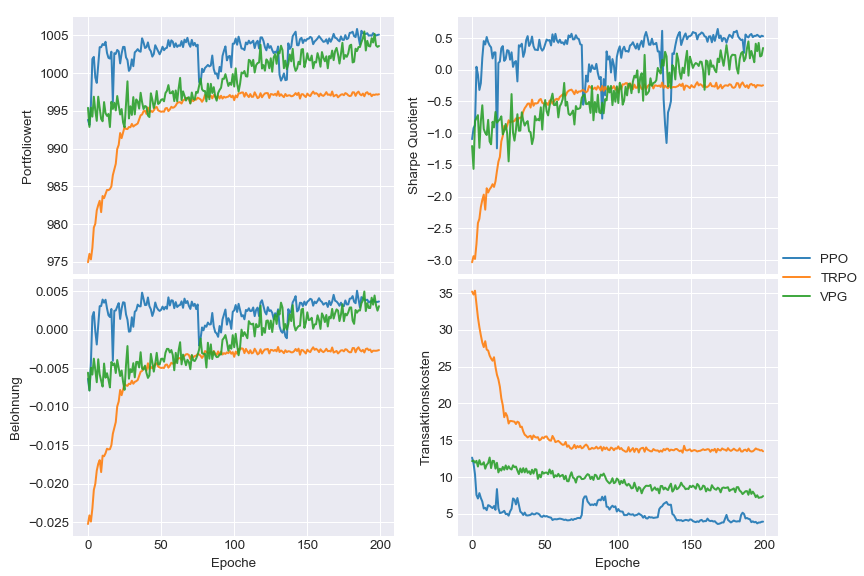 1005
1000
995
990
985
980
975
Portfoliowert
0.5
0.0
−0.5
−1.0
−1.5
−2.0
−2.5
−3.0
Sharpe Quotient
0.005
0.000
−0.005
−0.010
−0.015
−0.020
−0.025
Belohnung
0 50 100 150 200
Epoche
35
30
25
20
15
10
5
Transaktionskosten
0 50 100 150 200
Epoche
PPO
TRPO
VPG